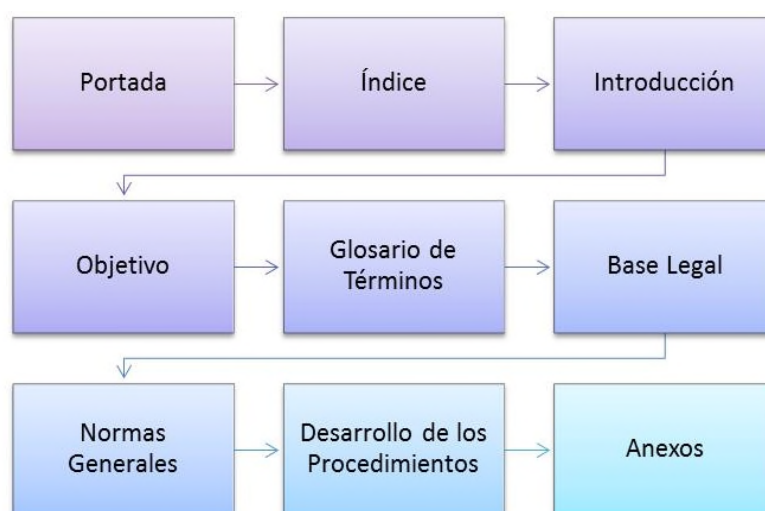 Portada
Índice
Introducción
Objetivo
Glosario de
Términos
Base Legal
Normas
Generales
Desarrollo de los
Procedimientos
Anexos